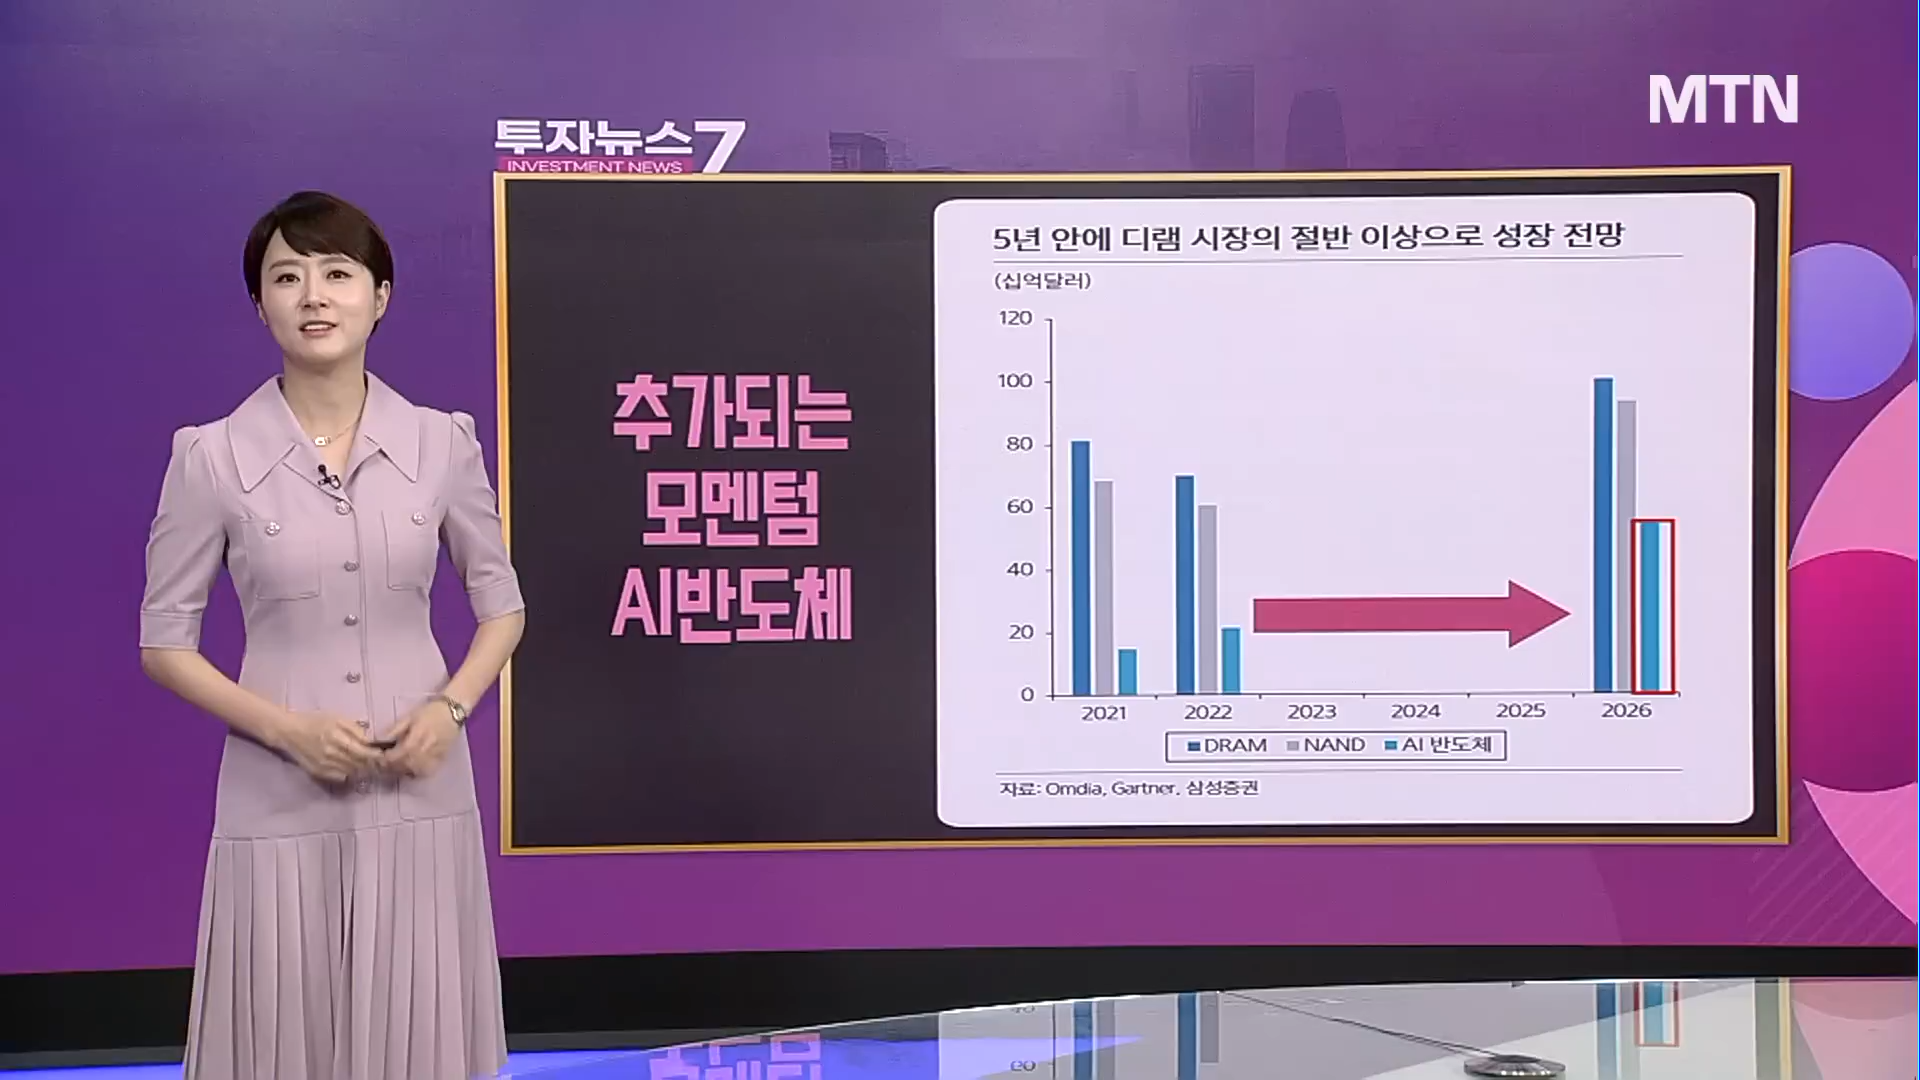 MTN
투자뉴스7
INVESTMENT NEWS
추가되는
모멘텀
AI반도체
5년 안에 디램 시장의 절반 이상으로 성장 전망
(십억달러)
120
100
80
60
40
20
0
2021 2022 2023 2024 2025 2026
DRAM NAND AI 반도체
자료: Omdia, Gartner, 삼성증권